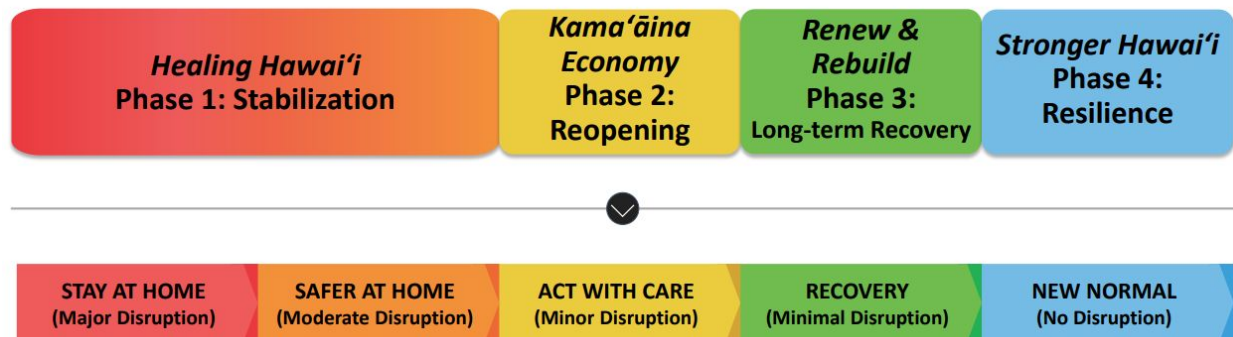 Healing Hawaiʻi
Phase 1: Stabilization
Kamaʻāina
Economy
Phase 2:
Reopening
Renew &
Rebuild
Phase 3:
Long-term Recovery
Stronger Hawaiʻi
Phase 4:
Resilience
STAY AT HOME
(Major Disruption)
SAFER AT HOME
(Moderate Disruption)
ACT WITH CARE
(Minor Disruption)
RECOVERY
(Minimal Disruption)
NEW NORMAL
(No Disruption)